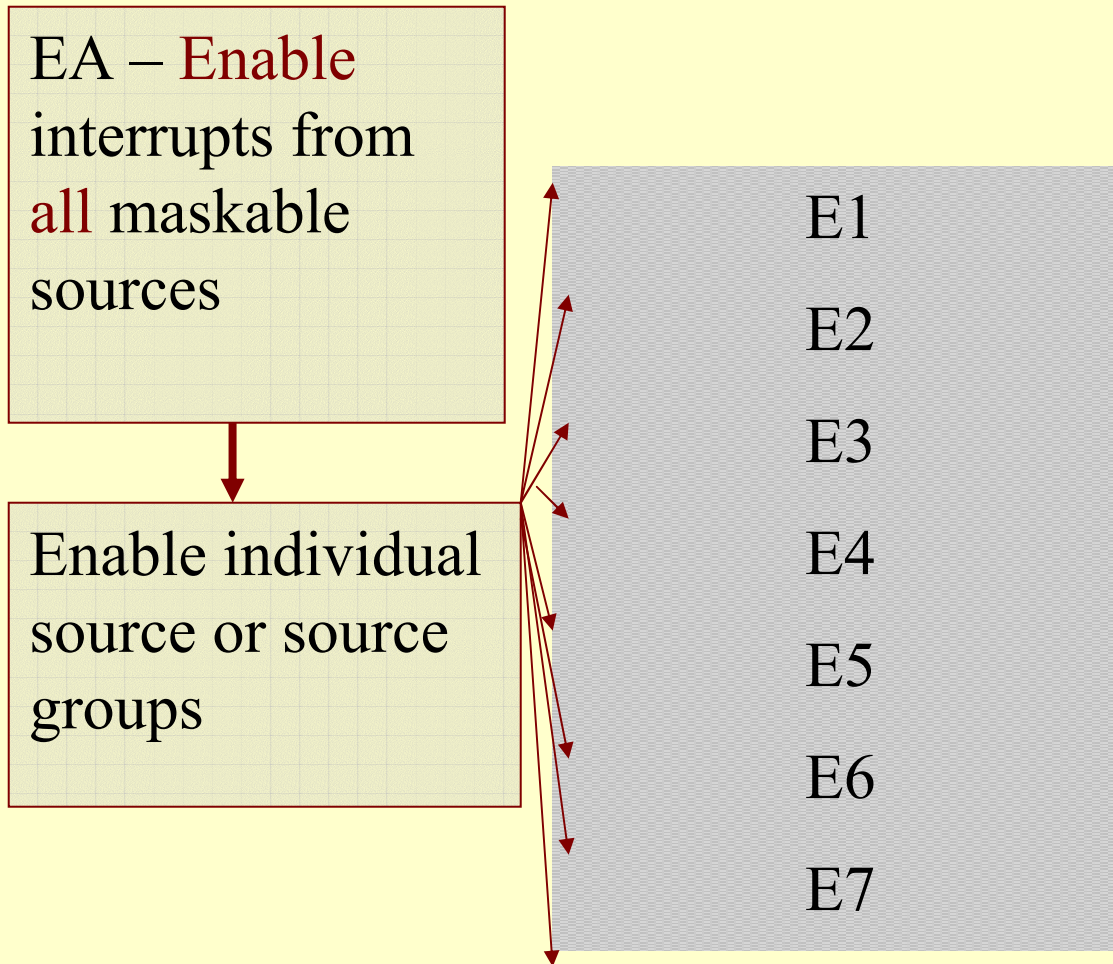 EA – Enable
interrupts from
all maskable
sources
Enable individual
source or source
groups
E1
E2
E3
E4
E5
E6
E7